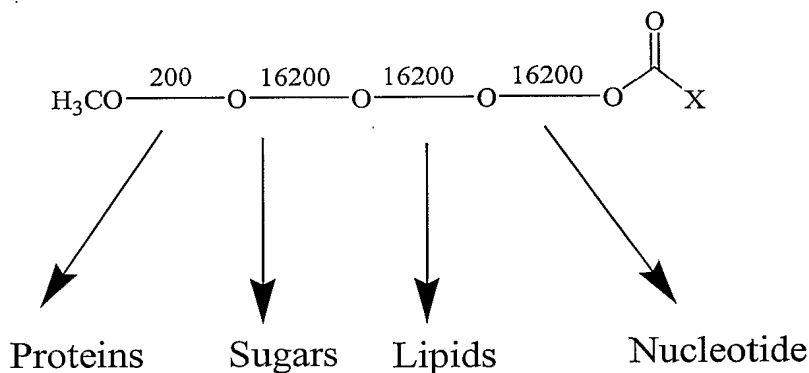 O
200 16200 16200 16200
H₃CO O O O O X
Proteins Sugars Lipids Nucleotide